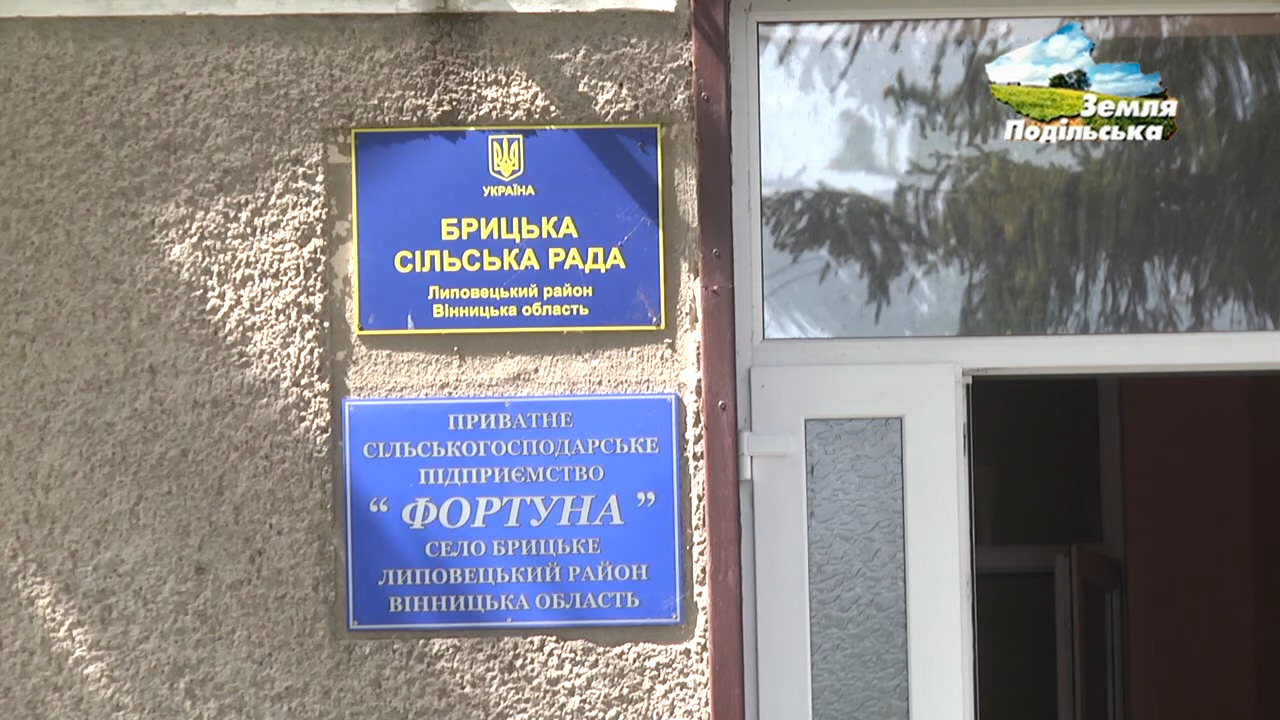 УКРАЇНА
БРИЦЬКА
СІЛЬСЬКА РАДА
Липовецький район
Вінницька область
ПРИВАТНЕ
СІЛЬСЬКОГОСПОДАРСЬКЕ
ПІДПРИЄМСТВО
“ ФОРТУНА ”
СЕЛО БРИЦЬКЕ
ЛИПОВЕЦЬКИЙ РАЙОН
ВІННИЦЬКА ОБЛАСТЬ
Земля
Подільська